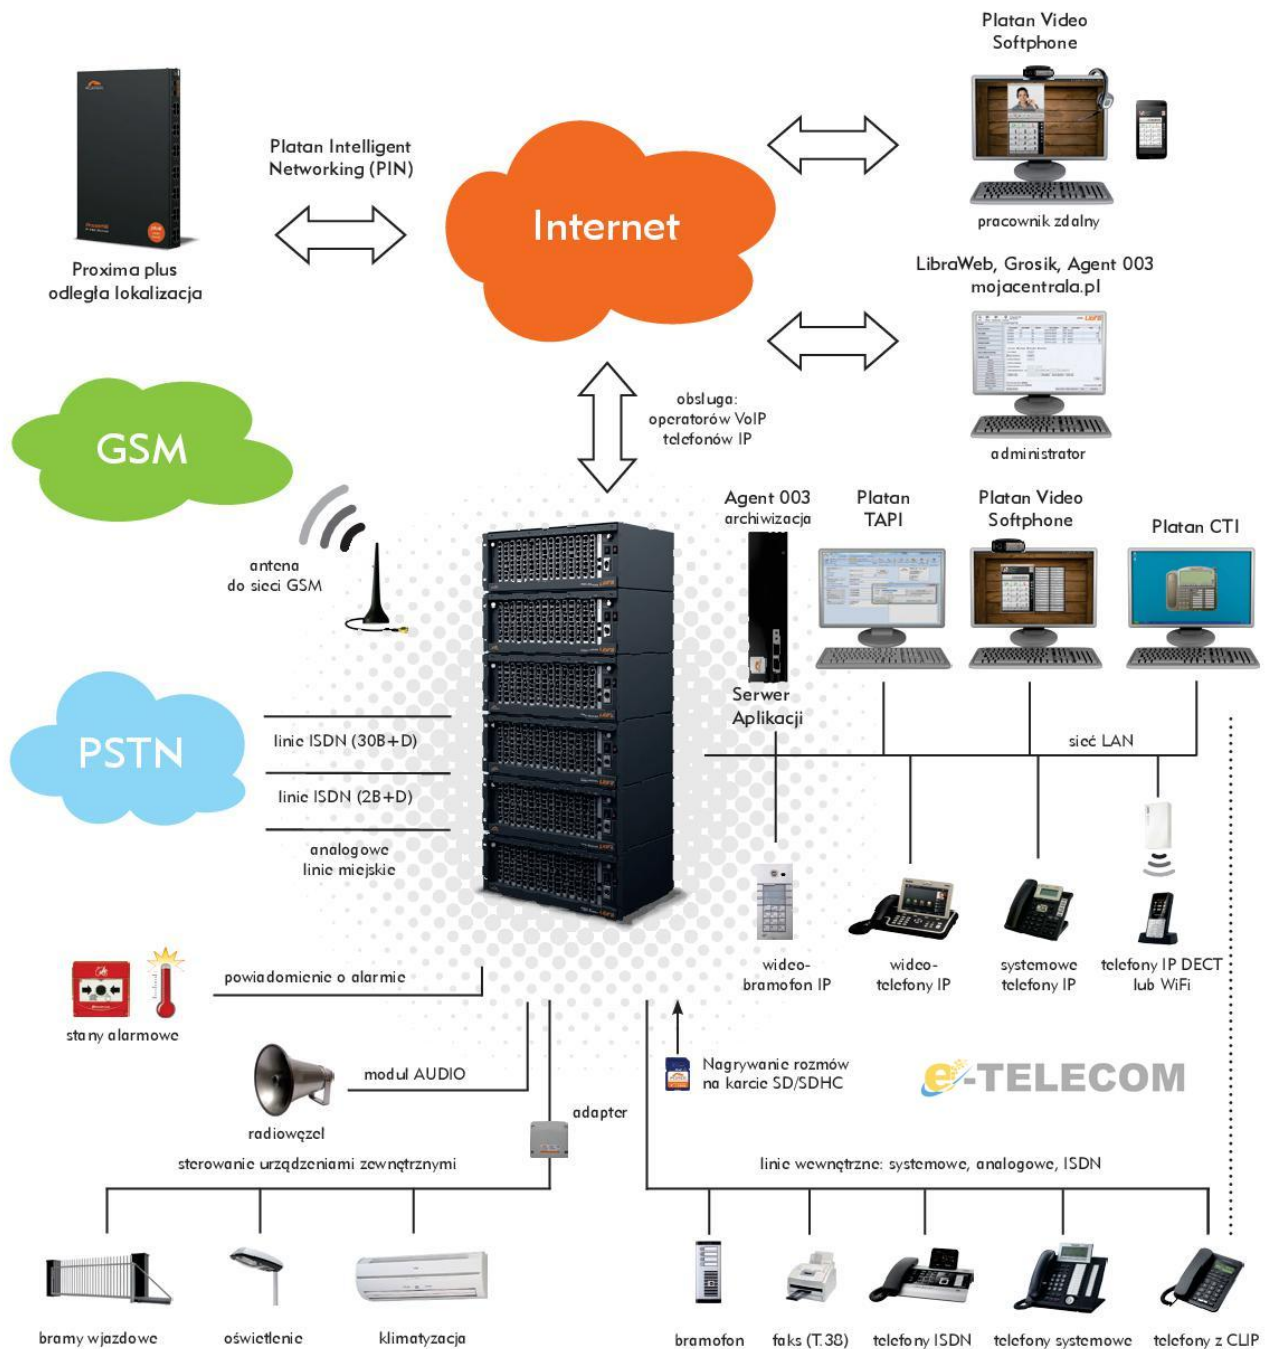 Platan Video
Softphone
Platan Intelligent
Networking (PIN)
Internet
pracownik zdalny
Proxima plus
odległa lokalizacja
LibraWeb, Grosik, Agent 003
mojacentrala.pl
administrator
obsługa:
operatorów VoIP
telefonów IP
GSM
antena
do sieci GSM
Agent 003
archiwizacja
Platan
TAPI
Platan Video
Softphone
Platan CTI
Serwer
Aplikacji
sieć LAN
PSTN
linie ISDN (30B+D)
linie ISDN (2B+D)
analogowe
linie miejskie
wideo-
bramofon IP
wideo-
telefony IP
systemowe
telefony IP
telefony IP DECT
lub WiFi
powiadomienie o alarmie
stany alarmowe
moduł AUDIO
radiowęzeł
Nagrywanie rozmów
na karcie SD/SDHC
e-TELECOM
adapter
sterowanie urządzeniami zewnętrznymi
linie wewnętrzne: systemowe, analogowe, ISDN
bramy wjazdowe
oświetlenie
klimatyzacja
bramofon
faks (T.38)
telefony ISDN
telefony systemowe
telefony z CLIP